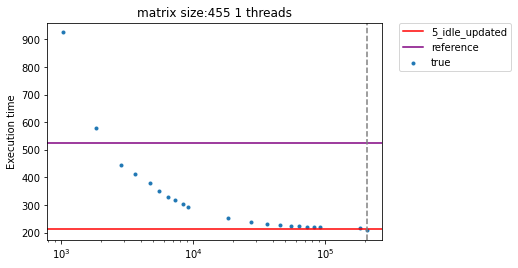 matrix size:455 1 threads
Execution time
900
800
700
600
500
400
300
200
10³
10⁴
10⁵
5_idle_updated
reference
true